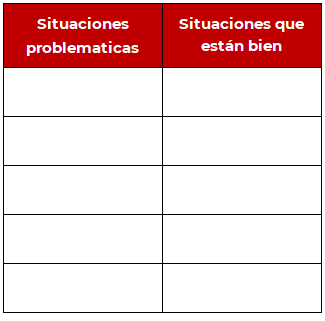 Situaciones
problematicas
Situaciones que
están bien